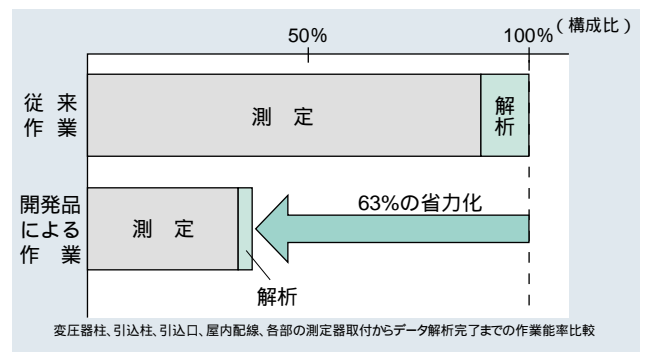 50%
100%
(構成比)
従来
作業
測定
解析
開発品
による
作業
測定
63%の省力化
解析
変圧器柱、引込柱、引込口、屋内配線、各部の測定器取付からデータ解析完了までの作業能率比較